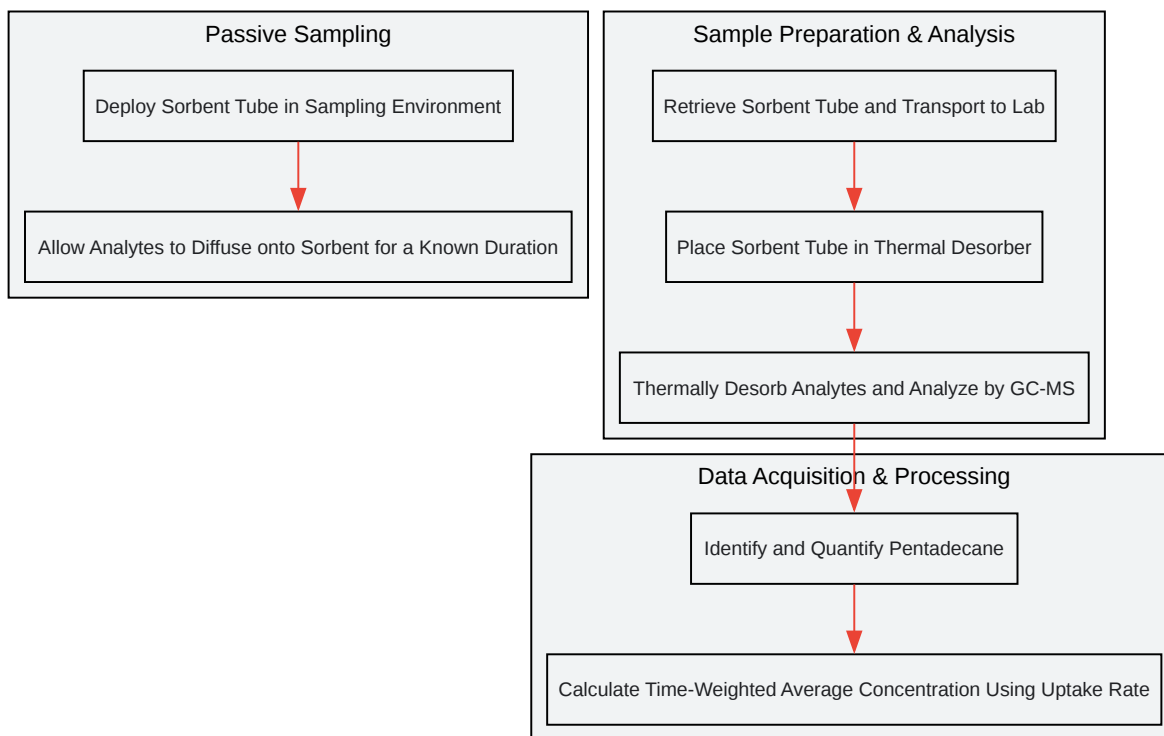 Passive Sampling
Deploy Sorbent Tube in Sampling Environment
Allow Analytes to Diffuse onto Sorbent for a Known Duration
Sample Preparation & Analysis
Retrieve Sorbent Tube and Transport to Lab
Place Sorbent Tube in Thermal Desorber
Thermally Desorb Analytes and Analyze by GC-MS
Data Acquisition & Processing
Identify and Quantify Pentadecane
Calculate Time-Weighted Average Concentration Using Uptake Rate